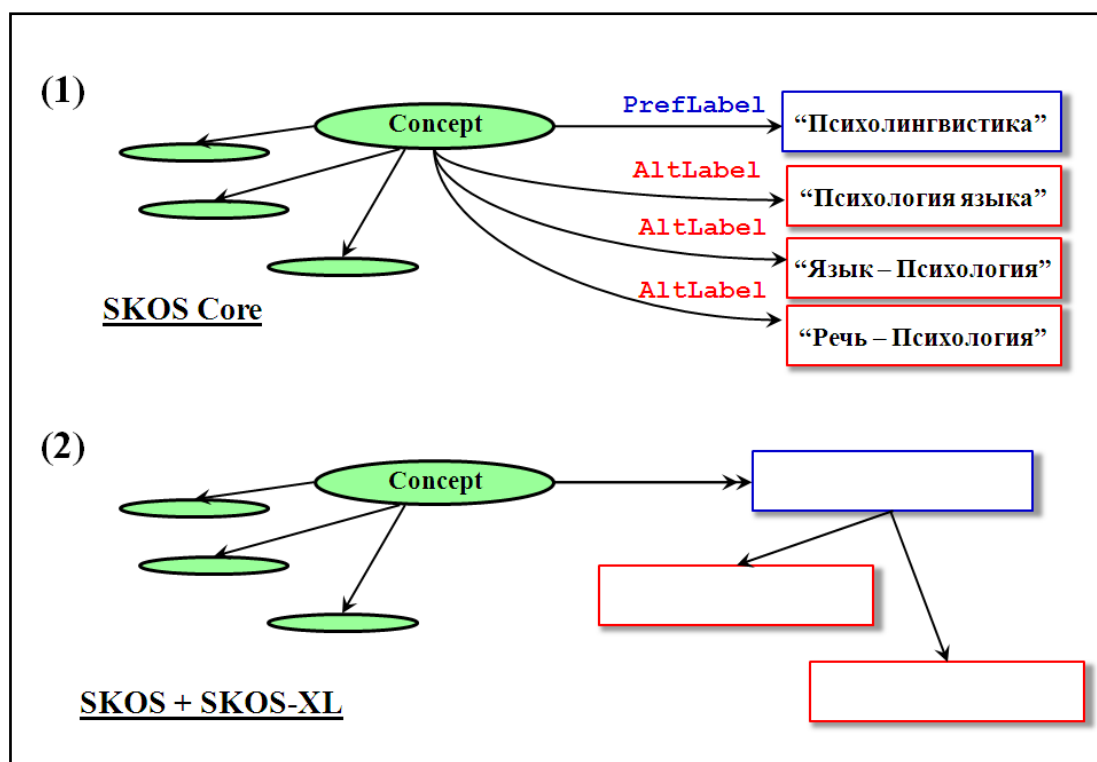 (1)
Concept
PrefLabel
“Психолингвистика”
AltLabel
“Психология языка”
AltLabel
“Язык – Психология”
AltLabel
“Речь – Психология”
SKOS Core
(2)
Concept
SKOS + SKOS-XL